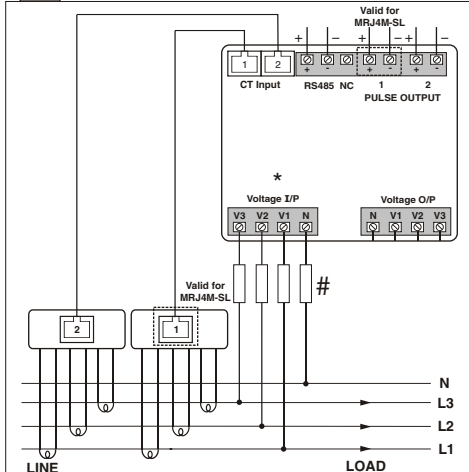 Valid for
MRJ4M-SL
+ − + − + −
1 2
+ - + - + -
CT Input RS485 NC 1 2
PULSE OUTPUT
*
Voltage I/P Voltage O/P
V3 V2 V1 N N V1 V2 V3
Valid for
MRJ4M-SL
#
2 1
N
L3
L2
L1
LINE LOAD